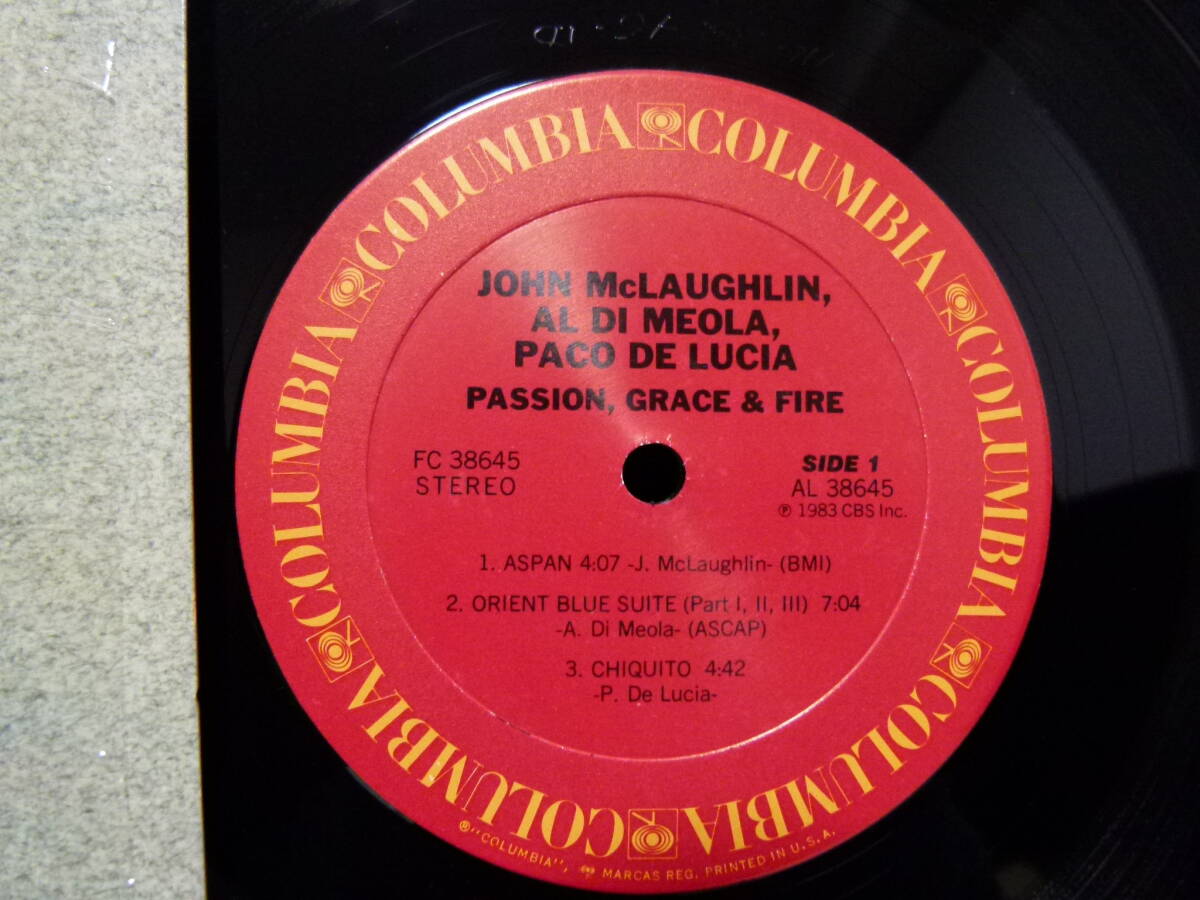 COLUMBIA COLUMBIA COLUMBIA COLUMBIA COLUMBIA COLUMBIA
JOHN McLAUGHLIN,
AL DI MEOLA,
PACO DE LUCIA
PASSION, GRACE & FIRE
FC 38645
STEREO
SIDE 1
AL 38645
℗ 1983 CBS Inc.
1. ASPAN 4:07 -J. McLaughlin- (BMI)
2. ORIENT BLUE SUITE (Part I, II, III) 7:04
-A. Di Meola- (ASCAP)
3. CHIQUITO 4:42
-P. De Lucia-
®"COLUMBIA", MARCAS REG. PRINTED IN U.S.A.